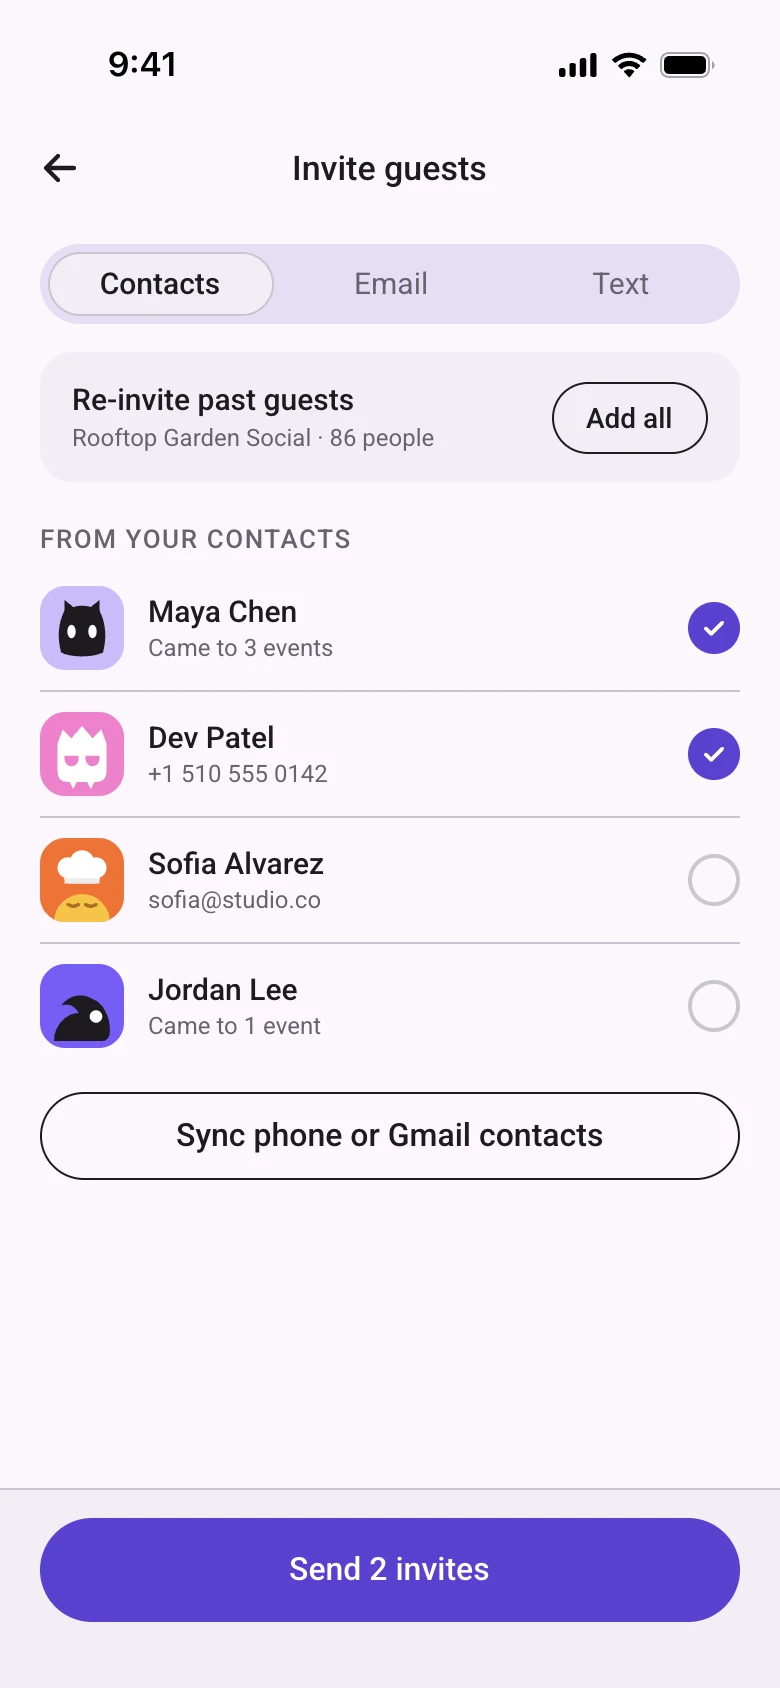 9:41
Invite guests
Contacts Email Text
Re-invite past guests
Rooftop Garden Social · 86 people
Add all
FROM YOUR CONTACTS
Maya Chen
Came to 3 events
Dev Patel
+1 510 555 0142
Sofia Alvarez
sofia@studio.co
Jordan Lee
Came to 1 event
Sync phone or Gmail contacts
Send 2 invites